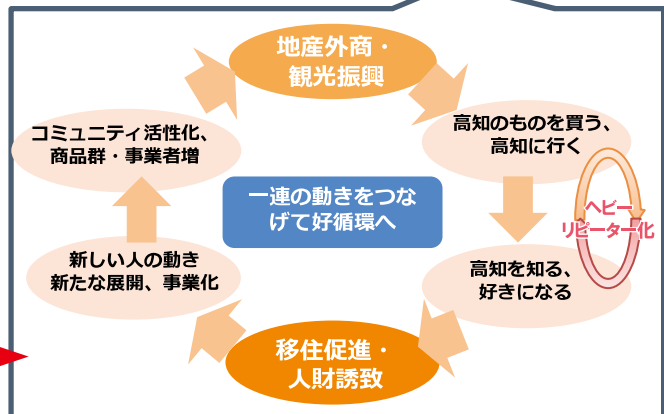 地産外商・
観光振興
高知のものを買う、
高知に行く
ヘビー
リピーター化
高知を知る、
好きになる
移住促進・
人財誘致
新しい人の動き
新たな展開、事業化
コミュニティ活性化、
商品群・事業者増
一連の動きをつな
げて好循環へ